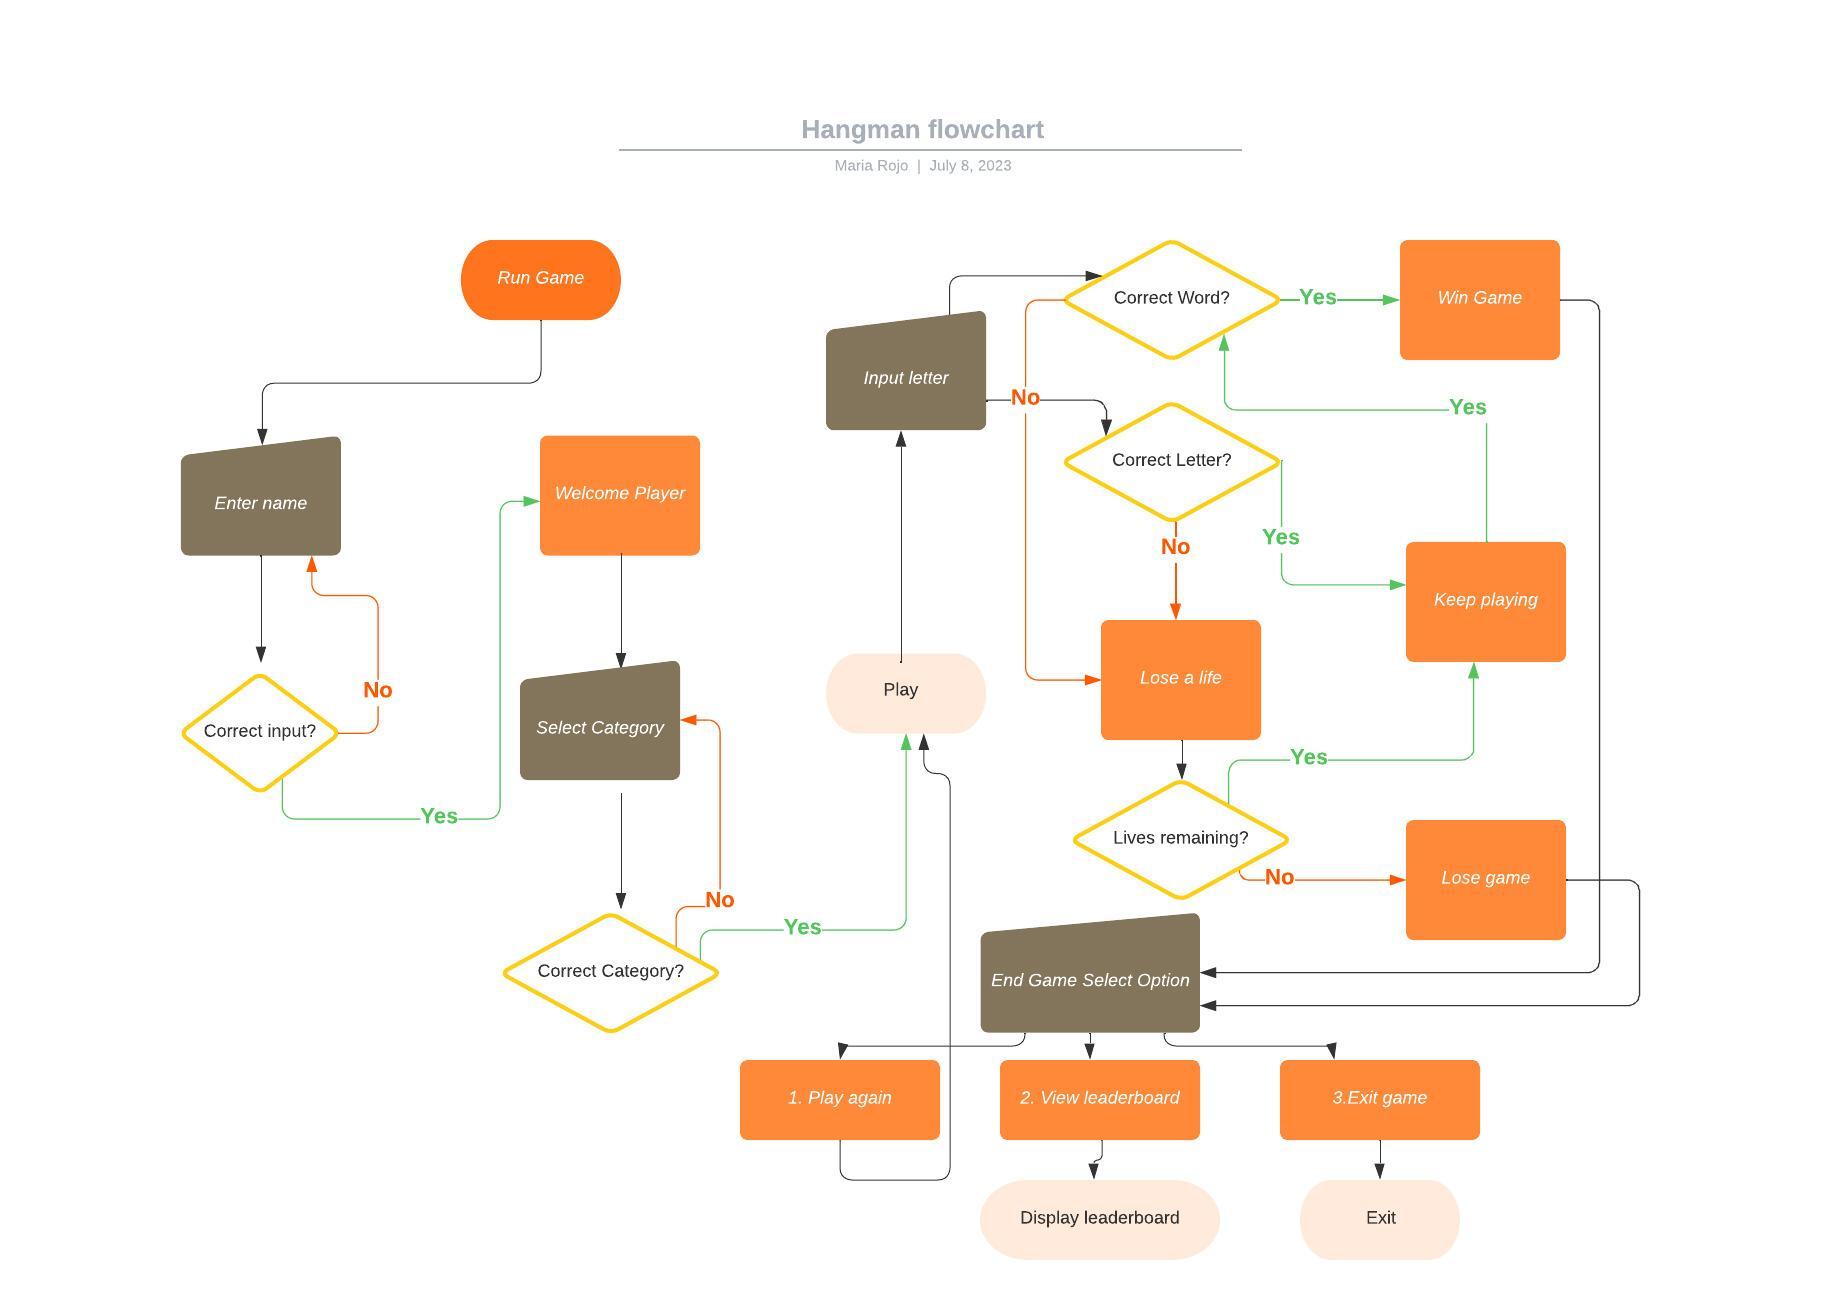 Hangman flowchart
Maria Rojo | July 8, 2023
Run Game
Enter name
Correct input?
No
Yes
Welcome Player
Select Category
Correct Category?
No
Yes
Play
Input letter
Correct Word?
Yes
Win Game
No
Correct Letter?
Yes
No
Yes
Keep playing
Lose a life
Yes
Lives remaining?
No
Lose game
End Game Select Option
1. Play again
2. View leaderboard
3.Exit game
Display leaderboard
Exit